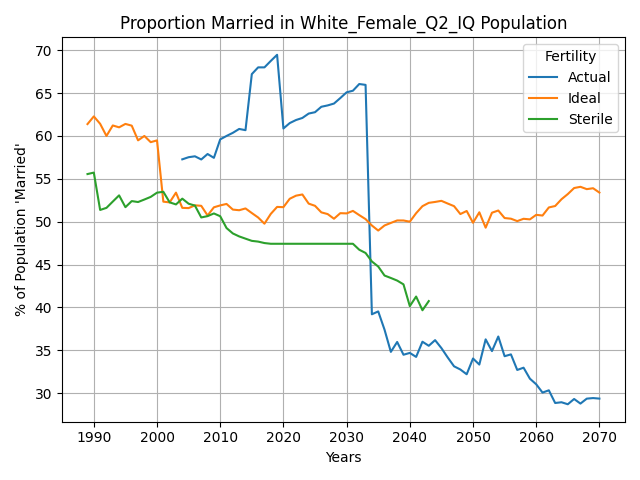 Proportion Married in White_Female_Q2_IQ Population
% of Population 'Married'
70
65
60
55
50
45
40
35
30
Fertility
Actual
Ideal
Sterile
1990 2000 2010 2020 2030 2040 2050 2060 2070
Years